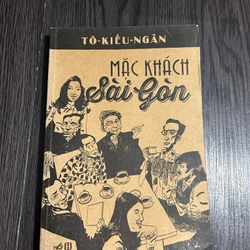 TÔ-KIỀU-NGÂN
MẶC KHÁCH
Sài Gòn